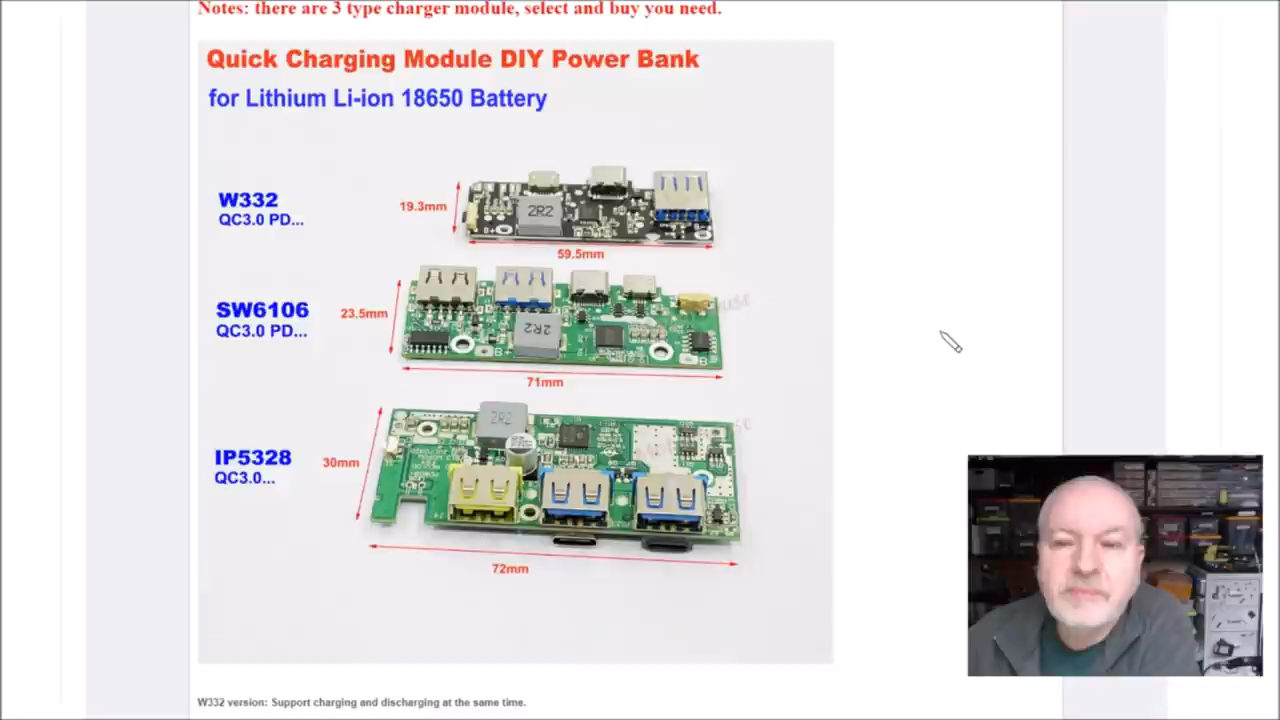 Notes: there are 3 type charger module, select and buy you need.
Quick Charging Module DIY Power Bank
for Lithium Li-ion 18650 Battery
W332
QC3.0 PD...
19.3mm
2R2
59.5mm
SW6106
QC3.0 PD...
23.5mm
2R2
B
71mm
IP5328
QC3.0...
30mm
2R2
72mm
W332 version: Support charging and discharging at the same time.